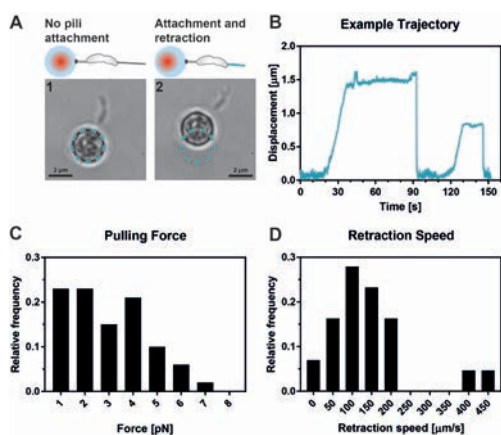 A
No pili
attachment
Attachment and
retraction
1
2
2 µm
2 µm
B
Example Trajectory
Displacement [µm]
2.0
1.5
1.0
0.5
0.0
0
30
60
90
120
150
Time [s]
C
Pulling Force
Relative frequency
0.3
0.2
0.1
0.0
1
2
3
4
5
6
7
8
Force [pN]
D
Retraction Speed
Relative frequency
0.3
0.2
0.1
0.0
0
50
100
150
200
250
300
350
400
450
Retraction speed [µm/s]